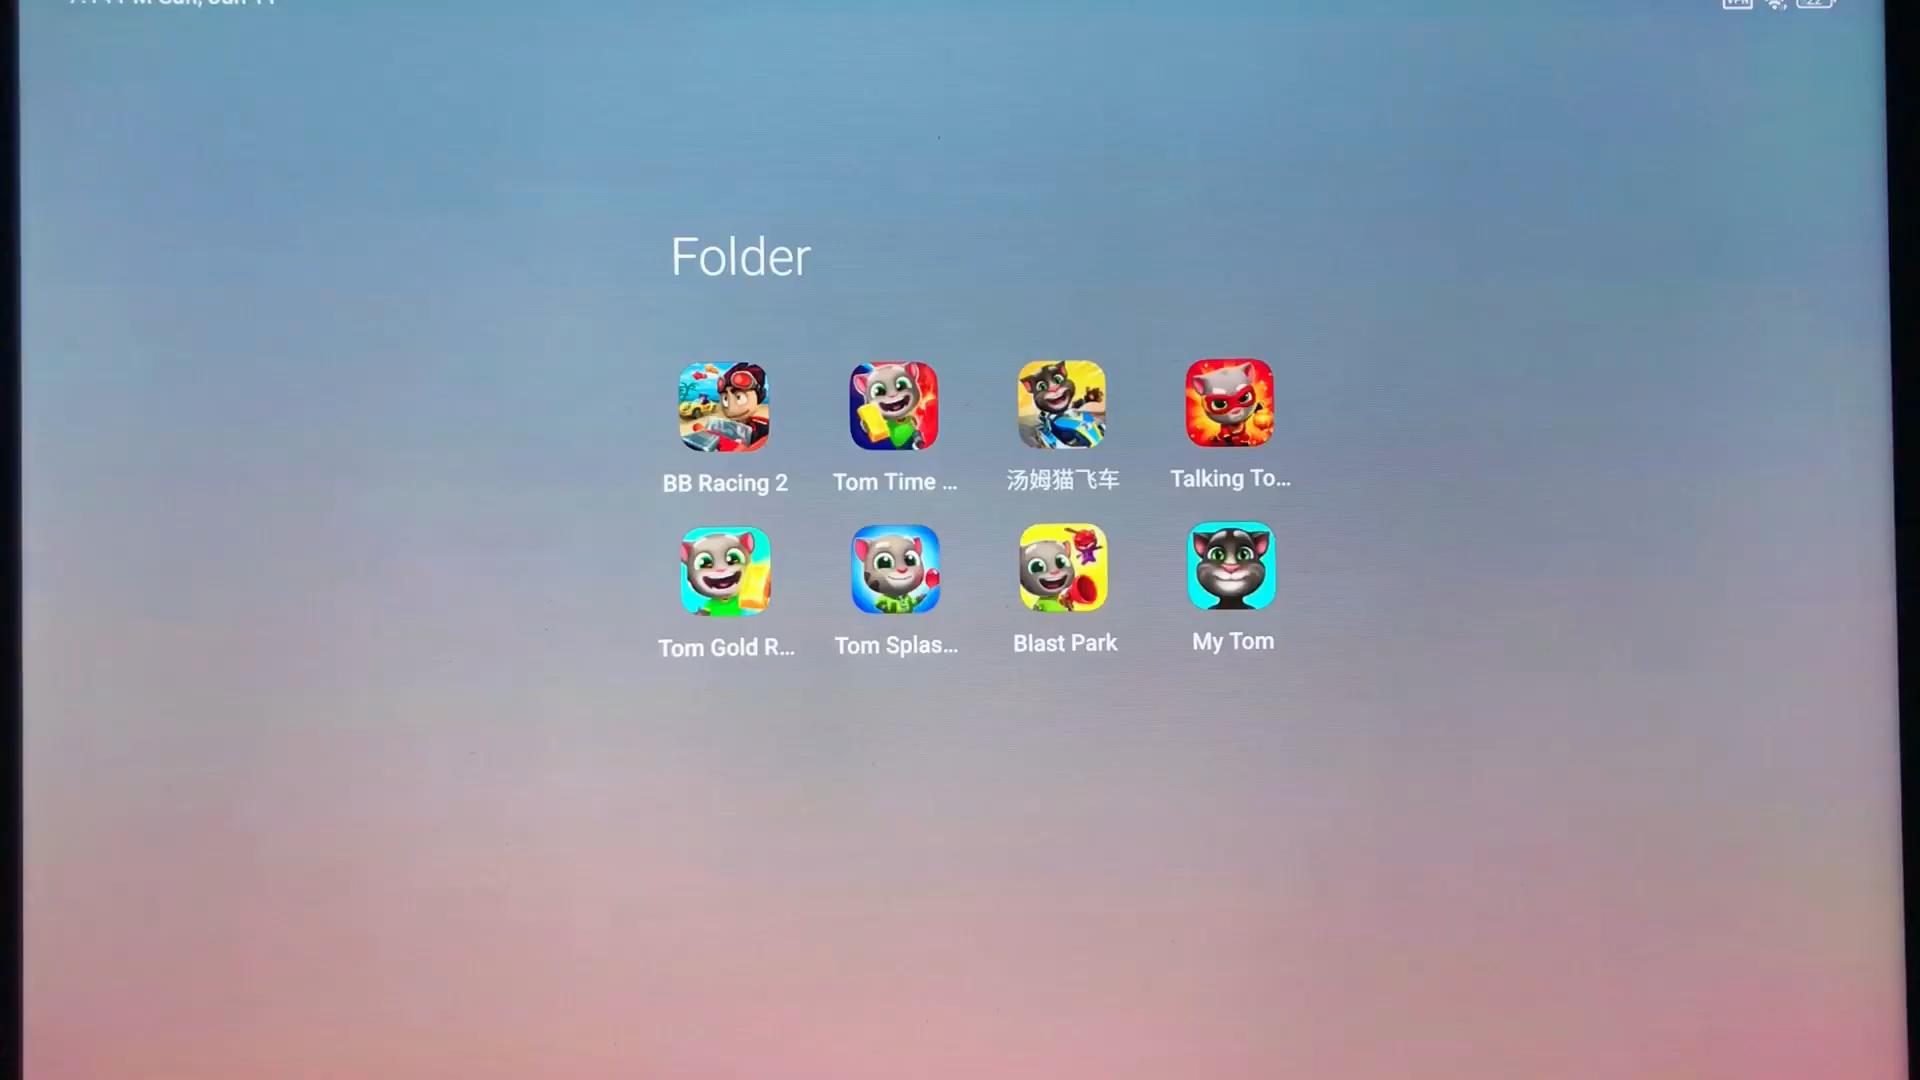 Folder
BB Racing 2
Tom Time ...
汤姆猫飞车
Talking To...
Tom Gold R...
Tom Splas...
Blast Park
My Tom